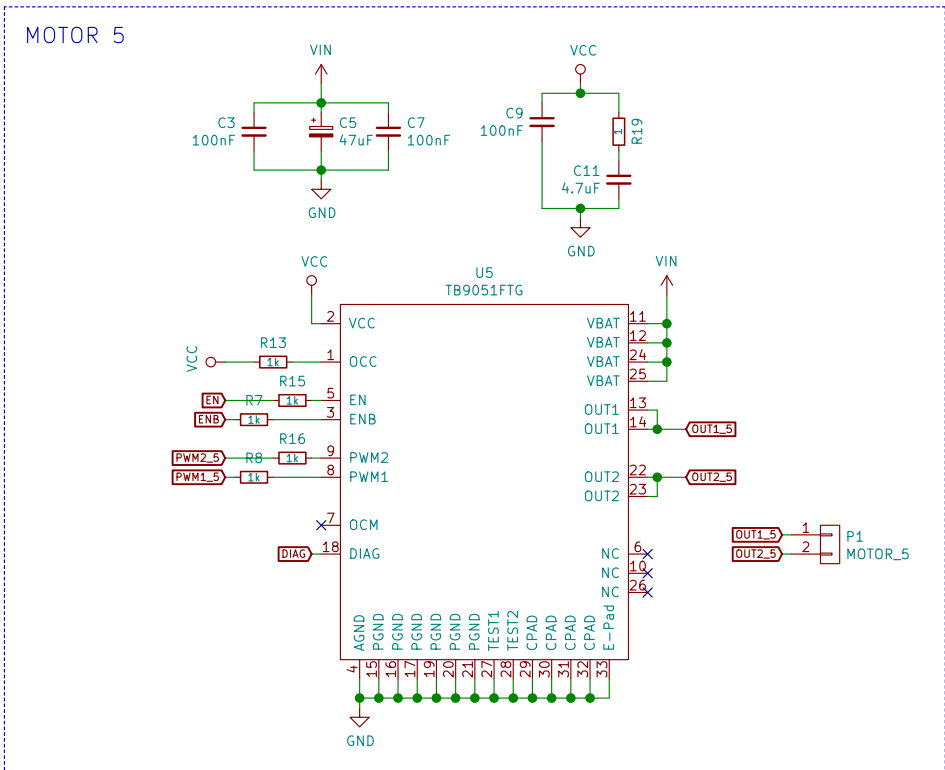 MOTOR 5
VIN
VCC
C3
100nF
+
C5
47uF
C7
100nF
C9
100nF
1
R19
C11
4.7uF
GND
GND
VCC
U5
TB9051FTG
VIN
2 VCC
VBAT 11
VBAT 12
VCC
R13
1k
1 OCC
VBAT 24
VBAT 25
R15
EN
1k
5 EN
OUT1 13
R7
ENB
1k
3 ENB
OUT1 14
OUT1_5
R16
PWM2_5
1k
9 PWM2
R8
PWM1_5
1k
8 PWM1
OUT2 22
OUT2_5
OUT2 23
7 OCM
OUT1_5
1
P1
DIAG
18 DIAG
NC 6
OUT2_5
2
MOTOR_5
NC 10
NC 26
AGND
PGND
PGND
PGND
PGND
PGND
PGND
TEST1
TEST2
CPAD
CPAD
CPAD
CPAD
E-Pad
4
15
16
17
19
20
21
27
28
29
30
31
32
33
GND